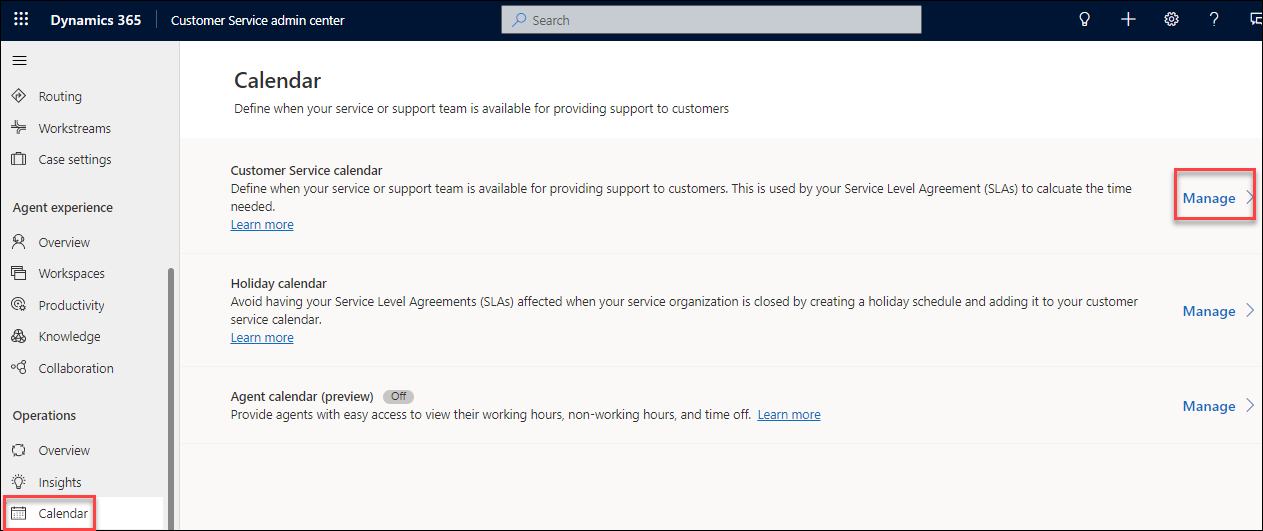 Dynamics 365
Customer Service admin center
Search
Routing
Workstreams
Case settings
Agent experience
Overview
Workspaces
Productivity
Knowledge
Collaboration
Operations
Overview
Insights
Calendar
Calendar
Define when your service or support team is available for providing support to customers
Customer Service calendar
Define when your service or support team is available for providing support to customers. This is used by your Service Level Agreement (SLAs) to calcuate the time
needed.
Learn more
Manage
Holiday calendar
Avoid having your Service Level Agreements (SLAs) affected when your service organization is closed by creating a holiday schedule and adding it to your customer
service calendar.
Learn more
Manage
Agent calendar (preview) Off
Provide agents with easy access to view their working hours, non-working hours, and time off. Learn more
Manage